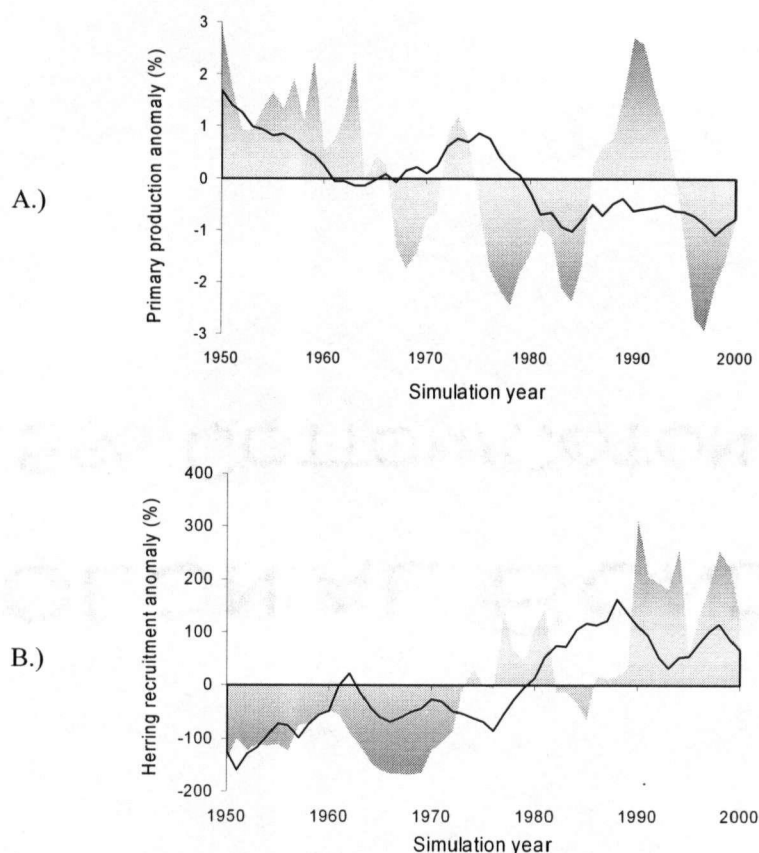 A.)
Primary production anomaly (%)
3
2
1
0
-1
-2
-3
1950 1960 1970 1980 1990 2000
Simulation year
B.)
Herring recruitment anomaly (%)
400
300
200
100
0
-100
-200
1950 1960 1970 1980 1990 2000
Simulation year